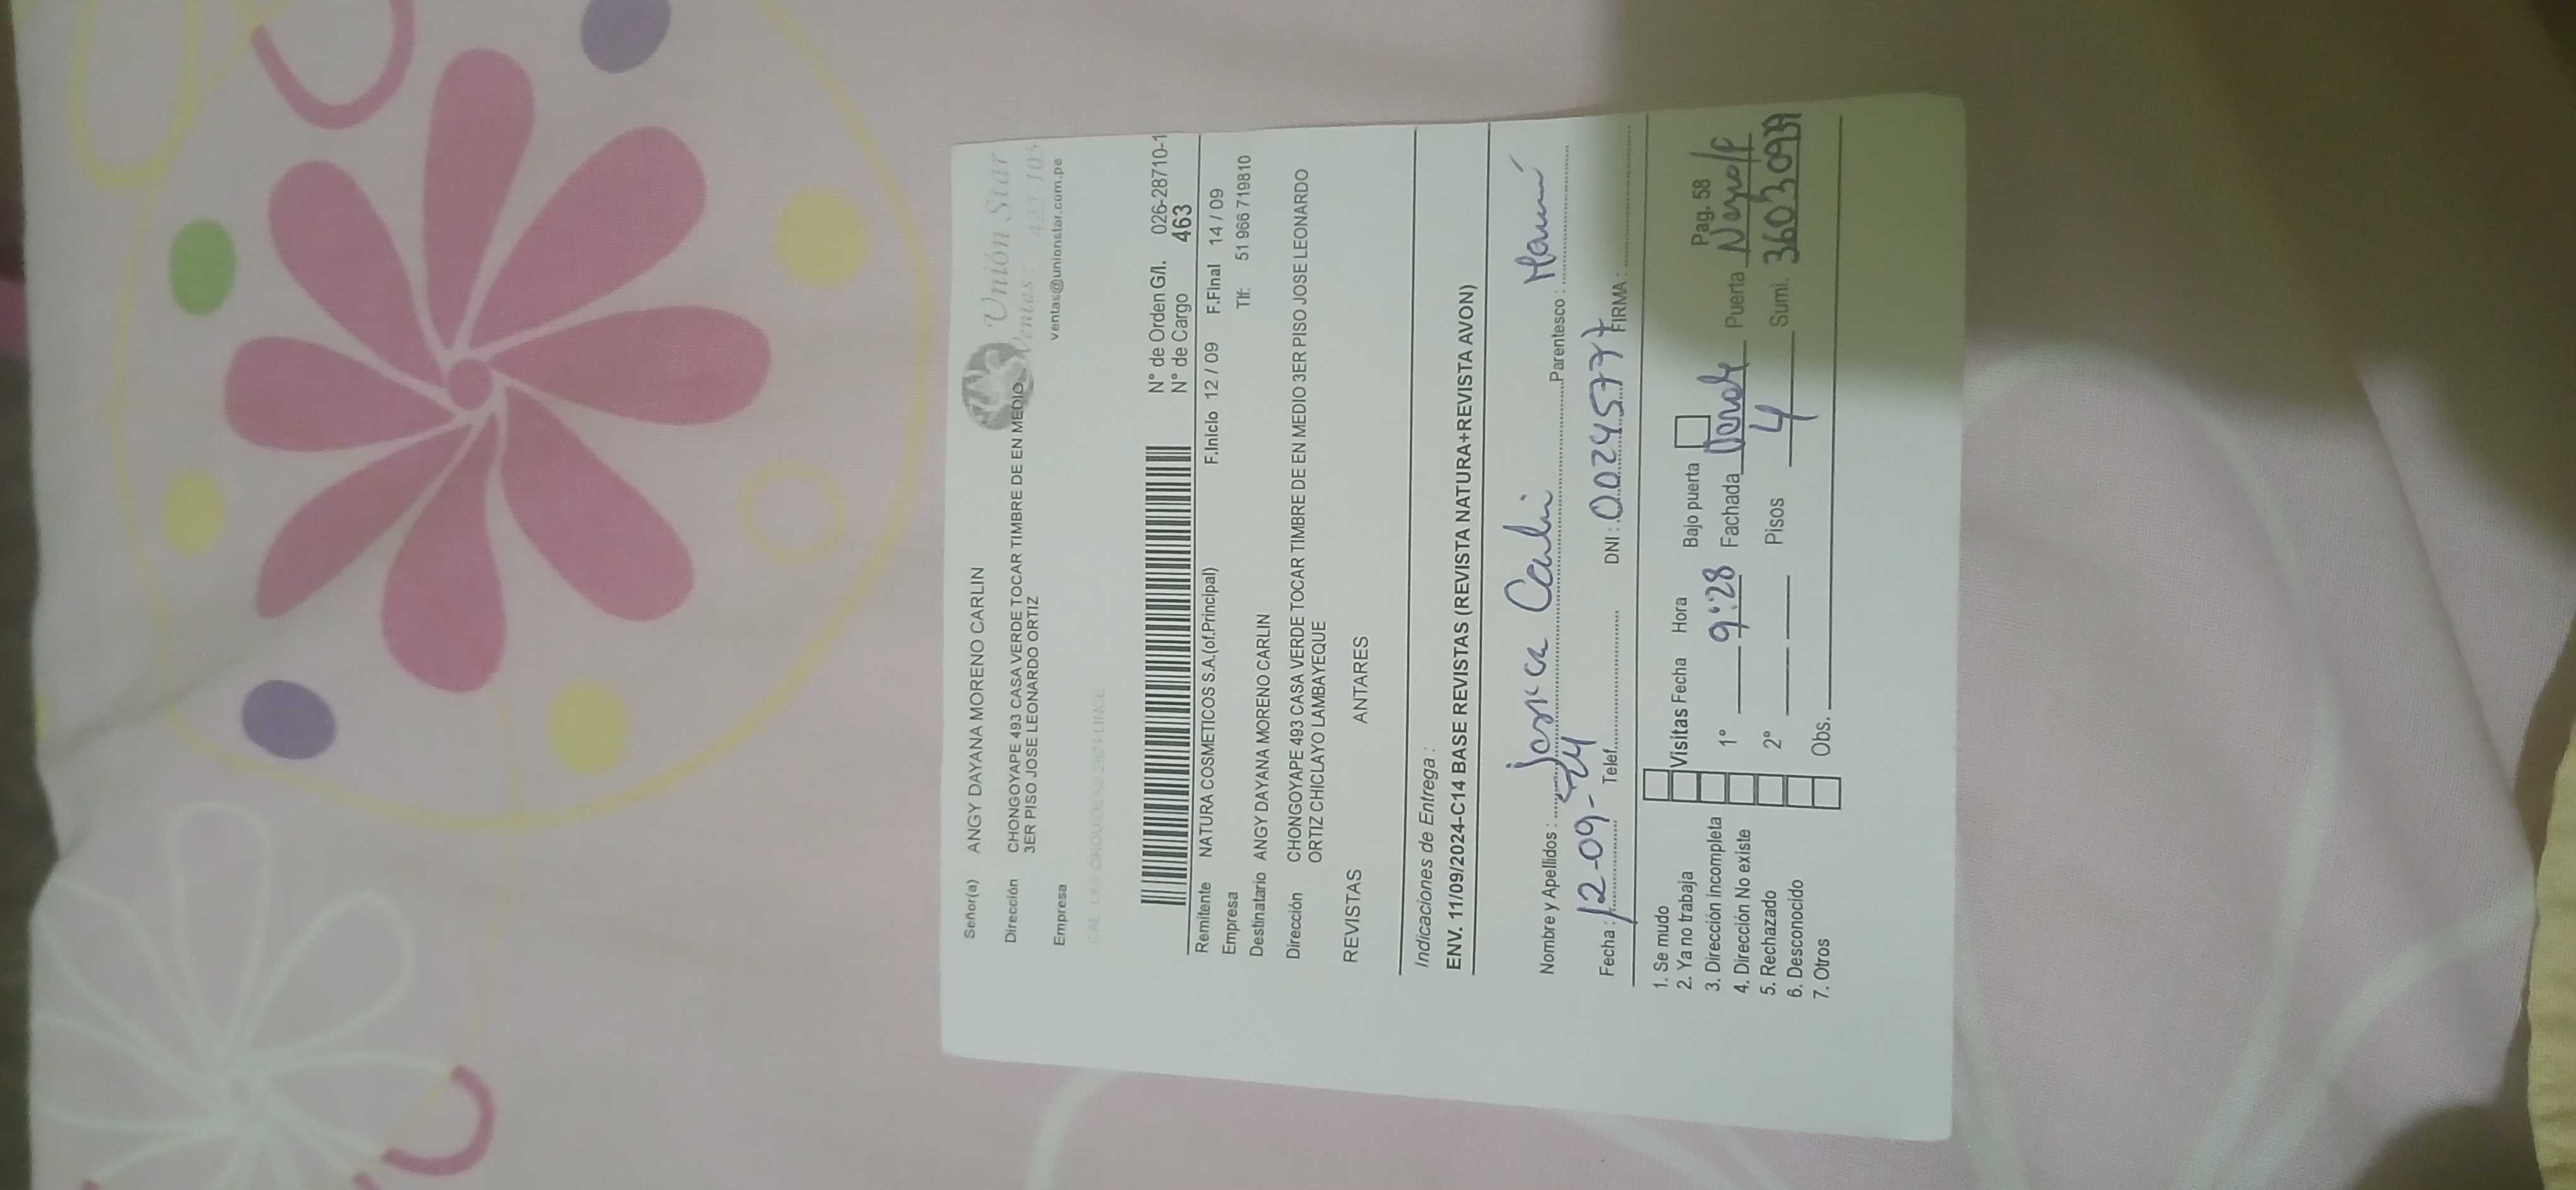 Señor(a) ANGY DAYANA MORENO CARLIN
Unión Star
Dirección CHONGOYAPE 493 CASA VERDE TOCAR TIMBRE DE EN MEDIO
3ER PISO JOSE LEONARDO ORTIZ
Ventas :
Empresa ventas@unionstar.com.pe
N° de Orden G/I. 026-28710-1
N° de Cargo 463
Remitente NATURA COSMETICOS S.A.(of.Principal) F.Inicio 12 / 09 F.Final 14 / 09
Empresa Tlf: 51 966 719810
Destinatario ANGY DAYANA MORENO CARLIN
Dirección CHONGOYAPE 493 CASA VERDE TOCAR TIMBRE DE EN MEDIO 3ER PISO JOSE LEONARDO
ORTIZ CHICLAYO LAMBAYEQUE
REVISTAS ANTARES
Indicaciones de Entrega :
ENV. 11/09/2024-C14 BASE REVISTAS (REVISTA NATURA+REVISTA AVON)
Nombre y Apellidos : Parentesco : Mamá
Fecha : 12-09-24 Telef. DNI : FIRMA :
1. Se mudo
2. Ya no trabaja Visitas Fecha Hora Bajo puerta Pag. 58
3. Dirección incompleta 1° 9:28 Fachada Puerta
4. Dirección No existe
5. Rechazado 2° Pisos 4 Sumi.
6. Desconocido
7. Otros Obs.